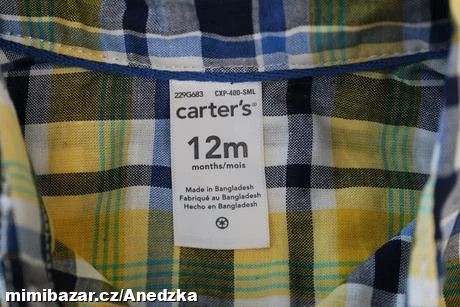 229G683 CXP-400-SML
carter's®
12m
months/mois
Made in Bangladesh
Fabriqué au Bangladesh
Hecho en Bangladesh
mimibazar.cz/Anedzka